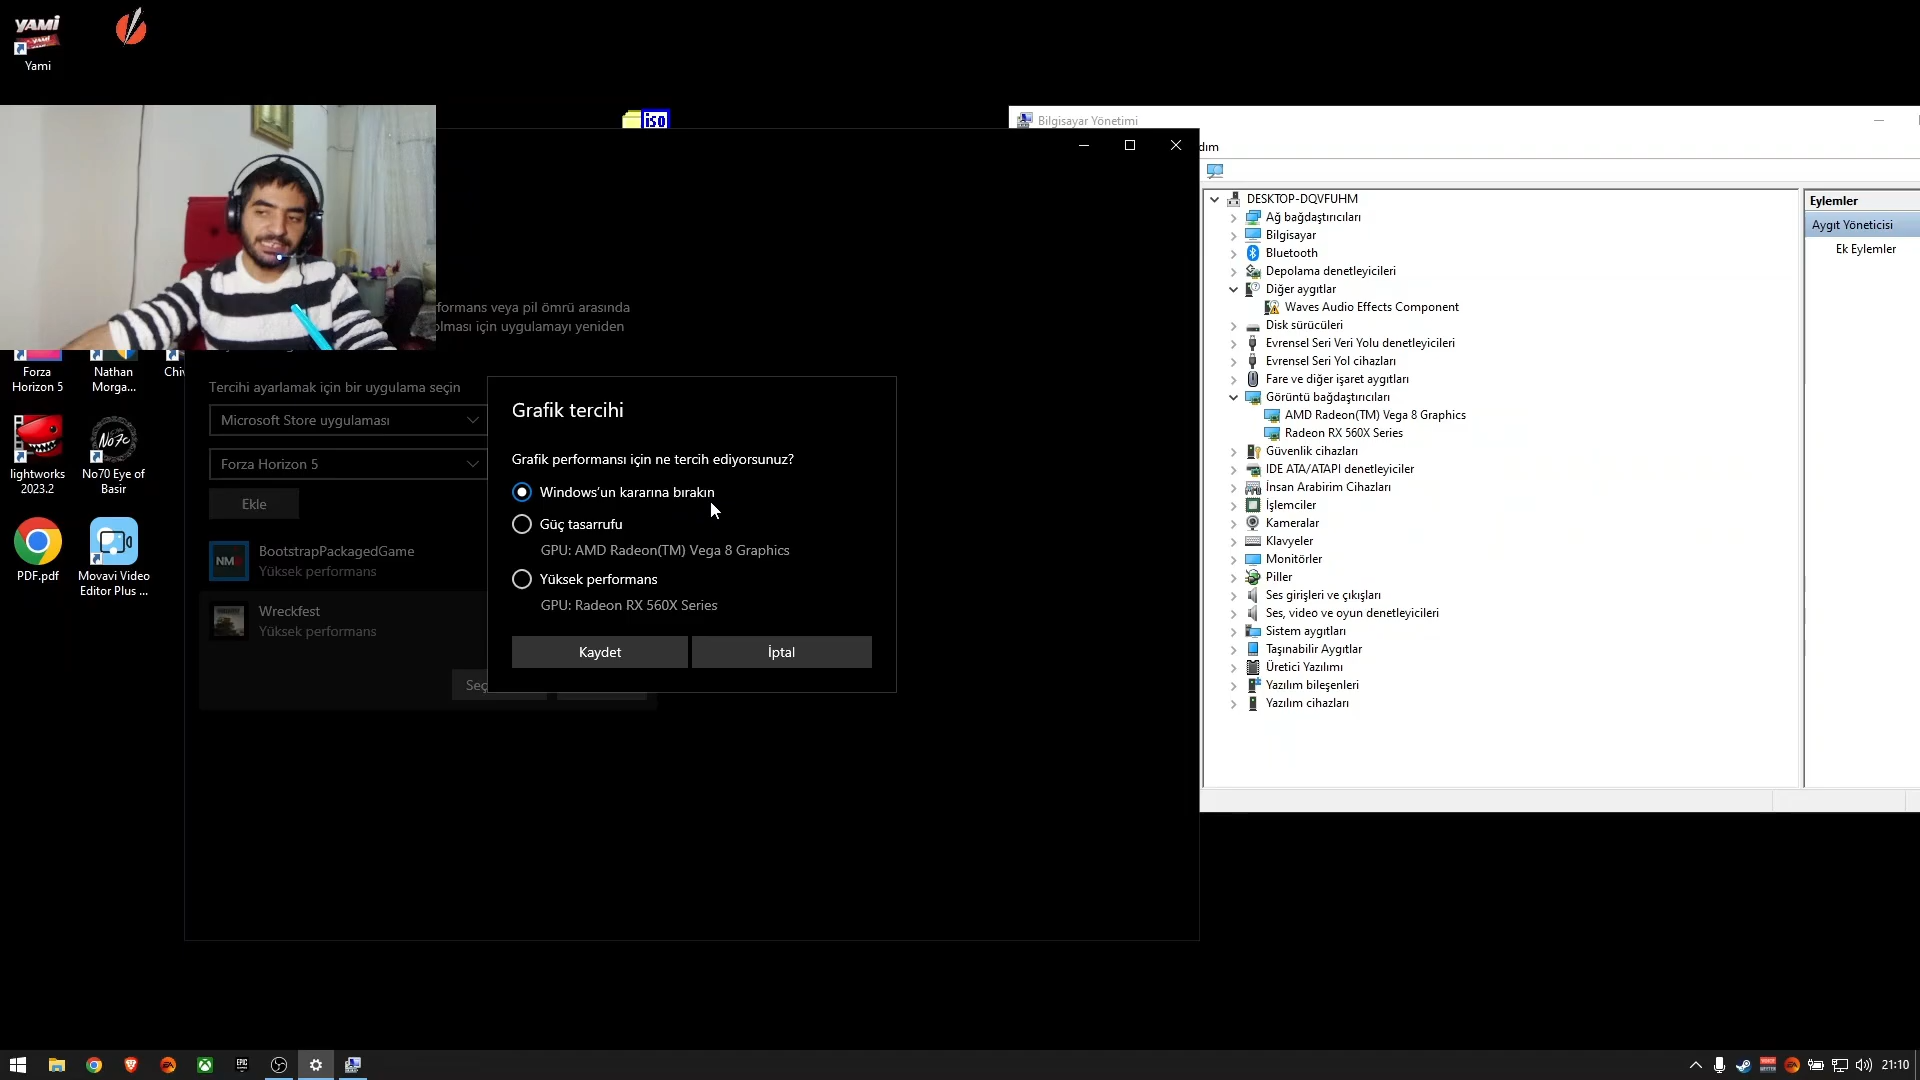 YAMİ
Yami
iso
Forza
Horizon 5
Nathan
Morga...
Chiv
lightworks
2023.2
No7c
No70 Eye of
Basir
PDF.pdf
Movavi Video
Editor Plus ...
formans veya pil ömrü arasında
olması için uygulamayı yeniden
Tercihi ayarlamak için bir uygulama seçin
Microsoft Store uygulaması
Forza Horizon 5
Ekle
NM
BootstrapPackagedGame
Yüksek performans
Wreckfest
Yüksek performans
Seç
Grafik tercihi
Grafik performansı için ne tercih ediyorsunuz?
Windows'un kararına bırakın
Güç tasarrufu
GPU: AMD Radeon(TM) Vega 8 Graphics
Yüksek performans
GPU: Radeon RX 560X Series
Kaydet
İptal
Bilgisayar Yönetimi
dım
DESKTOP-DQVFUHM
Ağ bağdaştırıcıları
Bilgisayar
Bluetooth
Depolama denetleyicileri
Diğer aygıtlar
Waves Audio Effects Component
Disk sürücüleri
Evrensel Seri Veri Yolu denetleyicileri
Evrensel Seri Yol cihazları
Fare ve diğer işaret aygıtları
Görüntü bağdaştırıcıları
AMD Radeon(TM) Vega 8 Graphics
Radeon RX 560X Series
Güvenlik cihazları
IDE ATA/ATAPI denetleyiciler
İnsan Arabirim Cihazları
İşlemciler
Kameralar
Klavyeler
Monitörler
Piller
Ses girişleri ve çıkışları
Ses, video ve oyun denetleyicileri
Sistem aygıtları
Taşınabilir Aygıtlar
Üretici Yazılımı
Yazılım bileşenleri
Yazılım cihazları
Eylemler
Aygıt Yöneticisi
Ek Eylemler
EPIC
EA
21:10